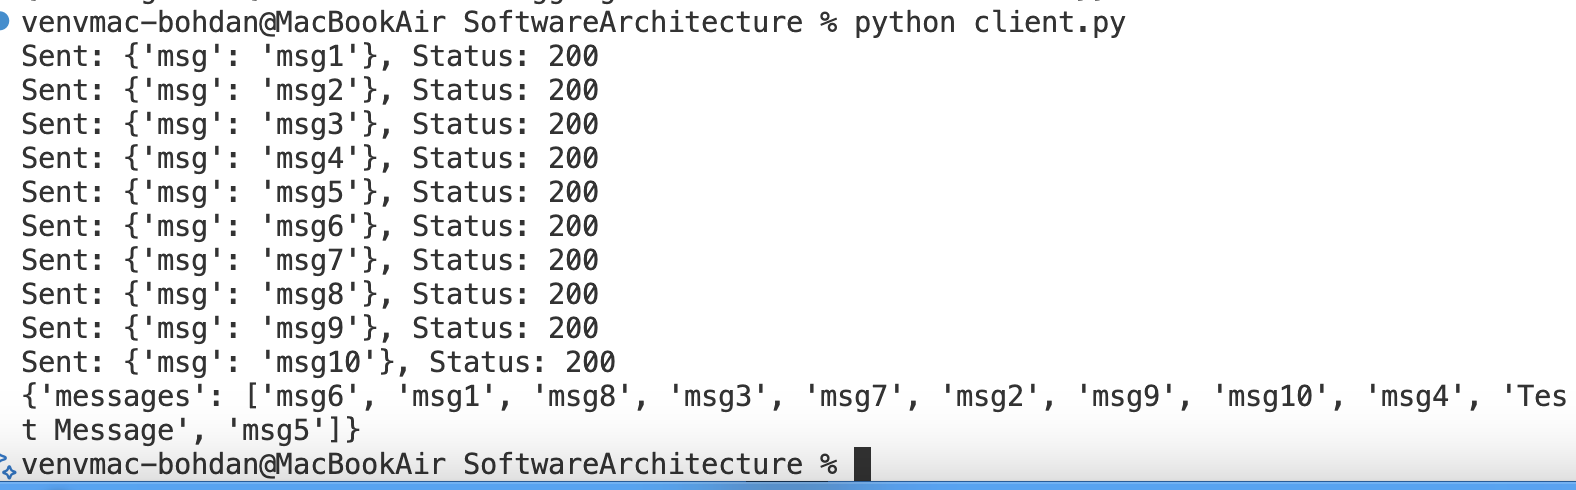 venvmac-bohdan@MacBookAir SoftwareArchitecture % python client.py
Sent: {'msg': 'msg1'}, Status: 200
Sent: {'msg': 'msg2'}, Status: 200
Sent: {'msg': 'msg3'}, Status: 200
Sent: {'msg': 'msg4'}, Status: 200
Sent: {'msg': 'msg5'}, Status: 200
Sent: {'msg': 'msg6'}, Status: 200
Sent: {'msg': 'msg7'}, Status: 200
Sent: {'msg': 'msg8'}, Status: 200
Sent: {'msg': 'msg9'}, Status: 200
Sent: {'msg': 'msg10'}, Status: 200
{'messages': ['msg6', 'msg1', 'msg8', 'msg3', 'msg7', 'msg2', 'msg9', 'msg10', 'msg4', 'Tes
t Message', 'msg5']}
venvmac-bohdan@MacBookAir SoftwareArchitecture %